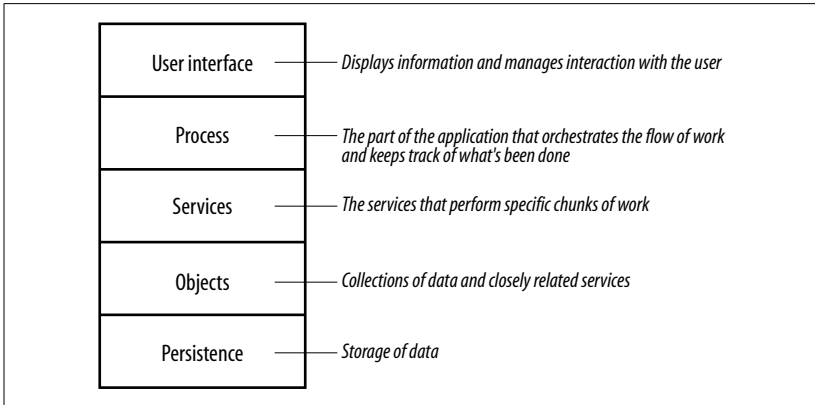 User interface
Displays information and manages interaction with the user
Process
The part of the application that orchestrates the flow of work
and keeps track of what's been done
Services
The services that perform specific chunks of work
Objects
Collections of data and closely related services
Persistence
Storage of data